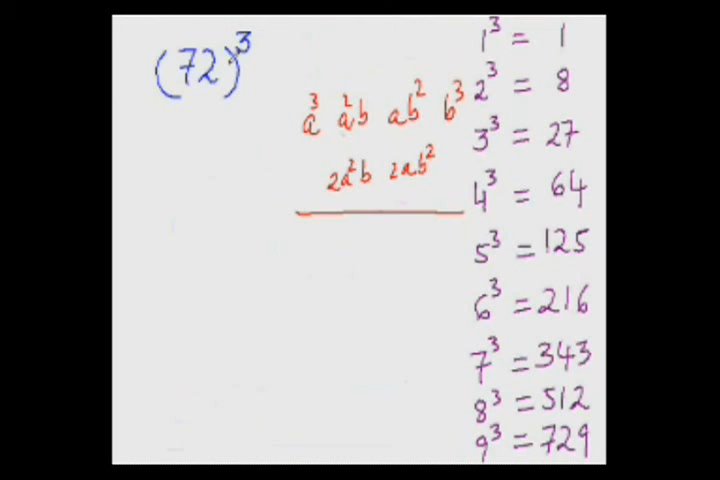 (72)³
a³ a²b ab² b³
2a²b 2ab²
1³ = 1
2³ = 8
3³ = 27
4³ = 64
5³ = 125
6³ = 216
7³ = 343
8³ = 512
9³ = 729